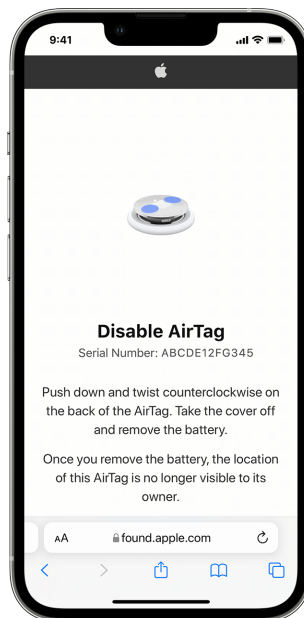 9:41
Disable AirTag
Serial Number: ABCDE12FG345
Push down and twist counterclockwise on
the back of the AirTag. Take the cover off
and remove the battery.
Once you remove the battery, the location
of this AirTag is no longer visible to its
owner.
AA
found.apple.com